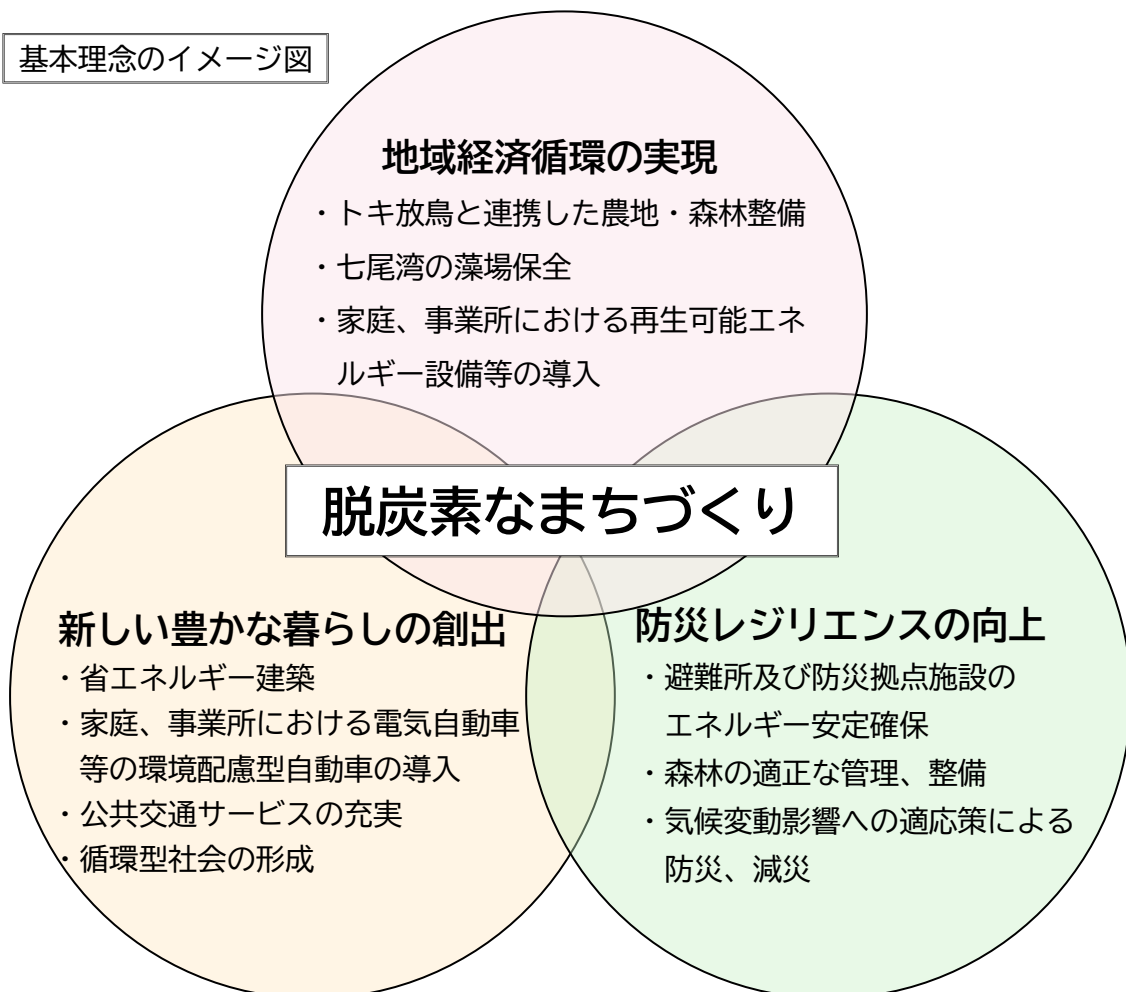 基本理念のイメージ図
地域経済循環の実現
・トキ放鳥と連携した農地・森林整備
・七尾湾の藻場保全
・家庭、事業所における再生可能エネ
ルギー設備等の導入
脱炭素なまちづくり
新しい豊かな暮らしの創出
・省エネルギー建築
・家庭、事業所における電気自動車
等の環境配慮型自動車の導入
・公共交通サービスの充実
・循環型社会の形成
防災レジリエンスの向上
・避難所及び防災拠点施設の
エネルギー安定確保
・森林の適正な管理、整備
・気候変動影響への適応策による
防災、減災